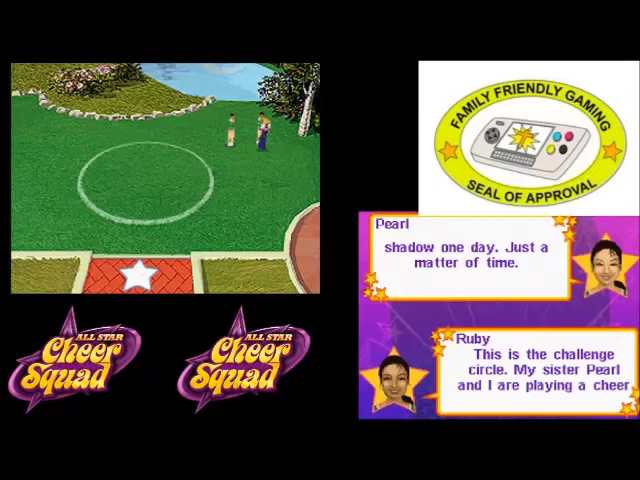 FAMILY FRIENDLY GAMING
SEAL OF APPROVAL
Pearl
shadow one day. Just a
matter of time.
Ruby
This is the challenge
circle. My sister Pearl
and I are playing a cheer
ALL STAR
Cheer
Squad
ALL STAR
Cheer
Squad